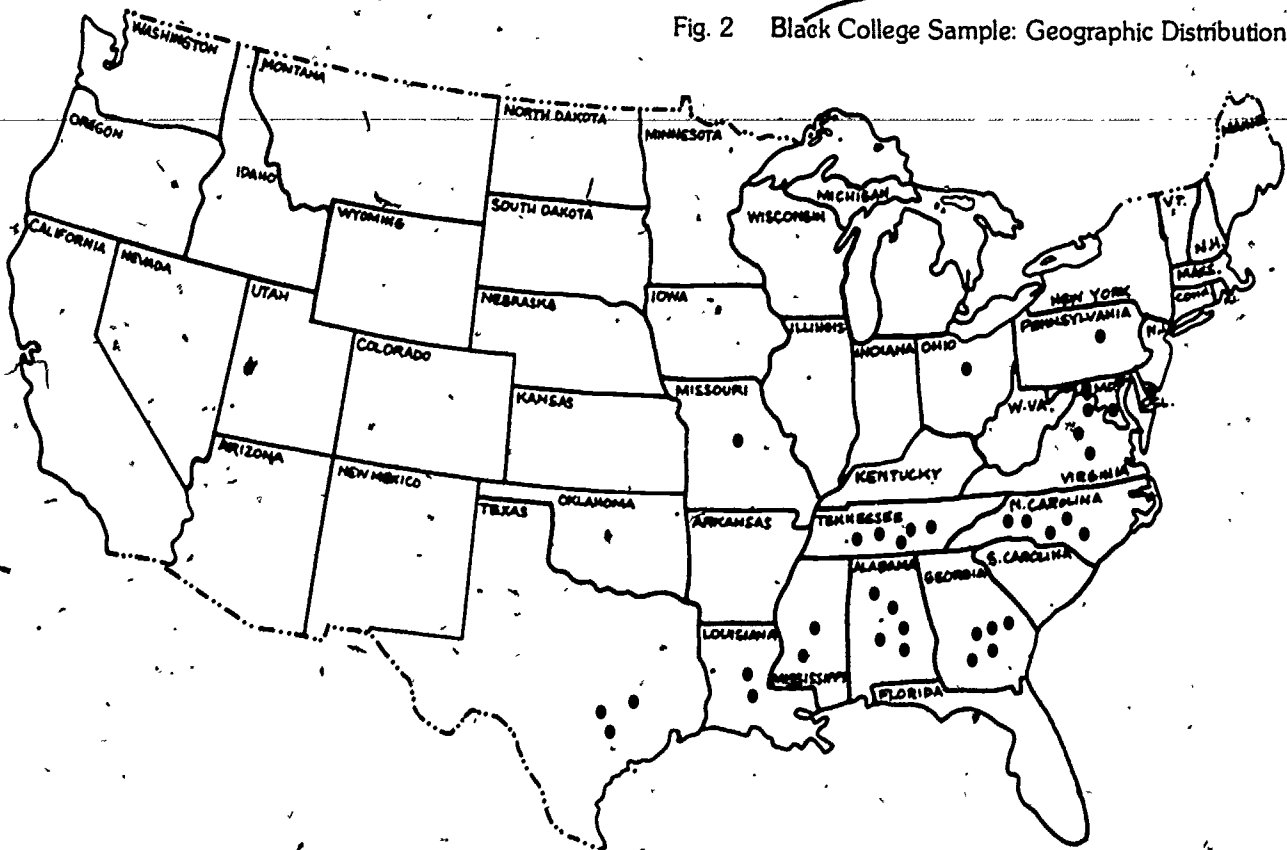 Fig. 2 Black College Sample: Geographic Distribution
WASHINGTON
MONTANA
NORTH DAKOTA
MINNESOTA
MAINE
OREGON
IDAHO
WYOMING
SOUTH DAKOTA
WISCONSIN
MICHIGAN
V.T.
N.H.
MASS.
CONN
CALIFORNIA
NEVADA
UTAH
NEBRASKA
IOWA
ILLINOIS
INDIANA
OHIO
NEW YORK
PENNSYLVANIA
N.J.
COLORADO
KANSAS
MISSOURI
W.VA.
MD.
ARIZONA
NEW MEXICO
KENTUCKY
VIRGINIA
TEXAS
OKLAHOMA
ARKANSAS
TENNESSEE
N. CAROLINA
ALABAMA
GEORGIA
S. CAROLINA
LOUISIANA
MISSISSIPPI
FLORIDA